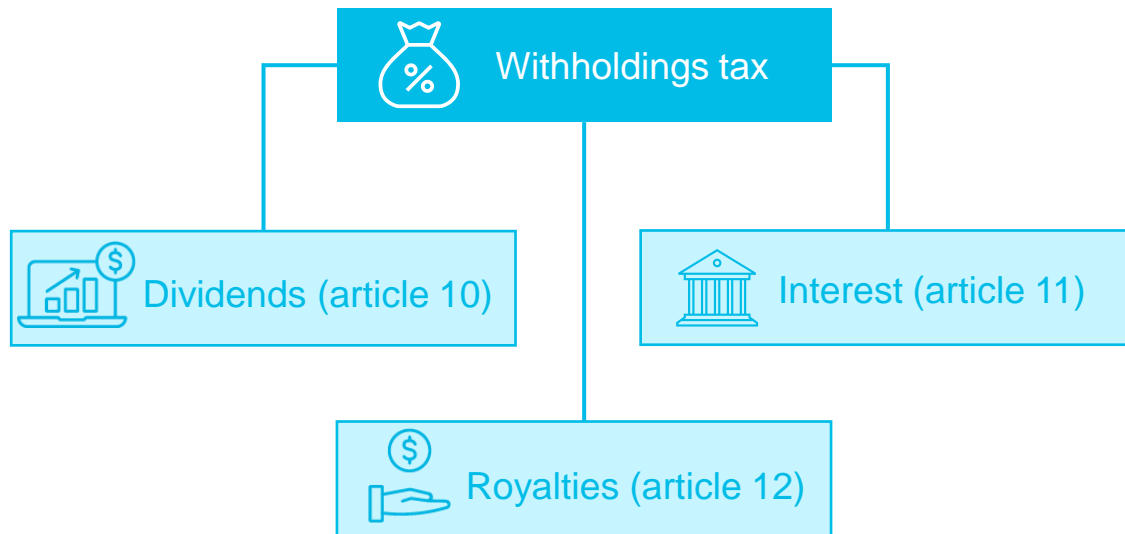 Withholdings tax
Dividends (article 10)
Interest (article 11)
Royalties (article 12)